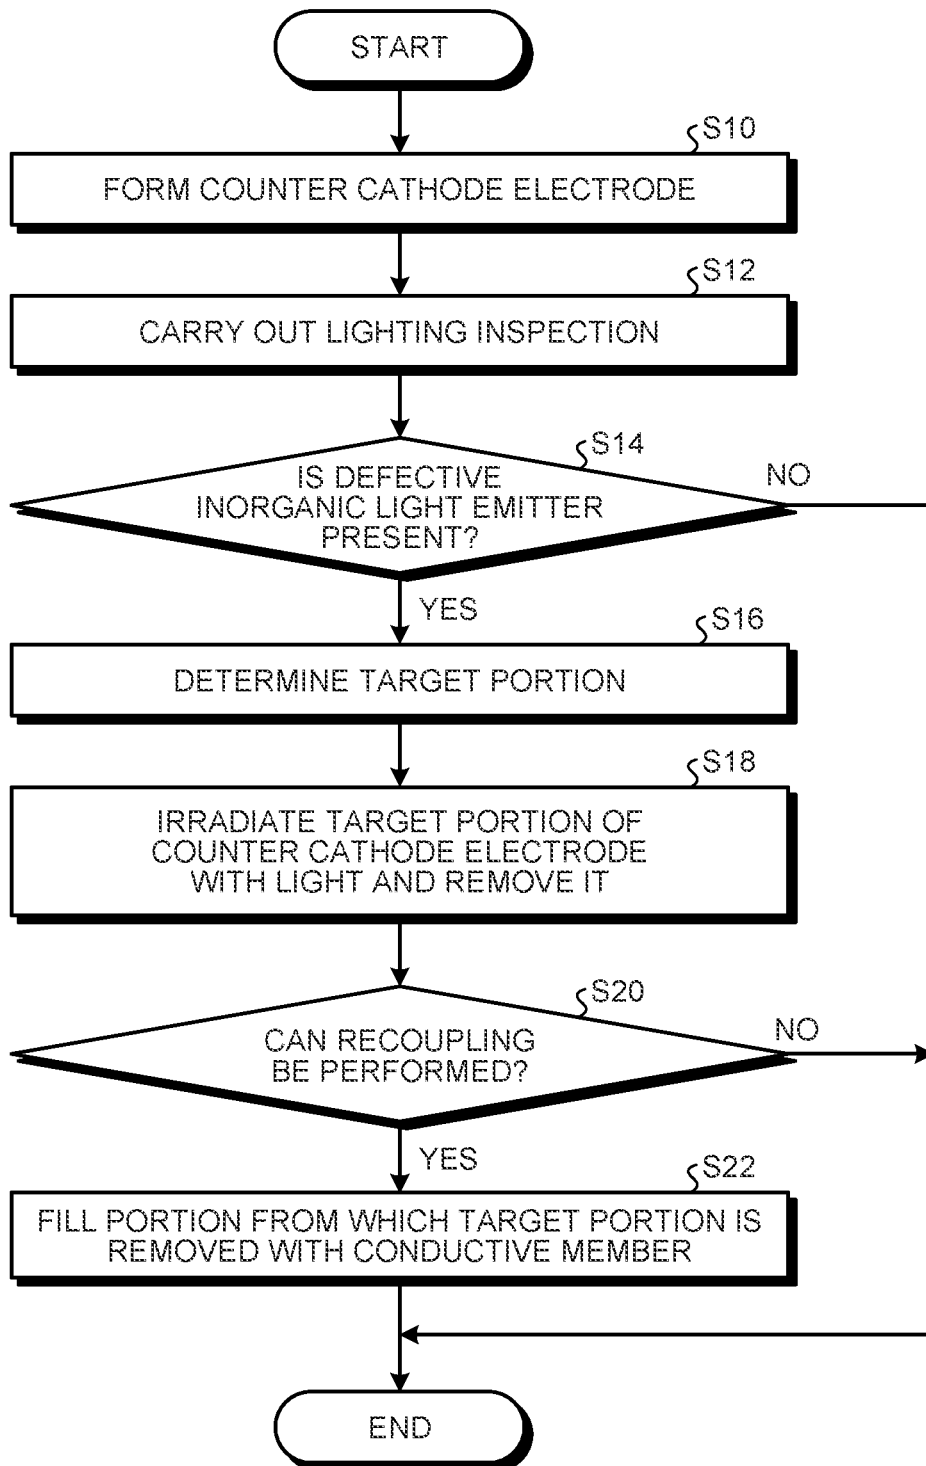 START
S10
FORM COUNTER CATHODE ELECTRODE
S12
CARRY OUT LIGHTING INSPECTION
S14
IS DEFECTIVE
INORGANIC LIGHT EMITTER
PRESENT?
NO
YES
S16
DETERMINE TARGET PORTION
S18
IRRADIATE TARGET PORTION OF
COUNTER CATHODE ELECTRODE
WITH LIGHT AND REMOVE IT
S20
CAN RECOUPLING
BE PERFORMED?
NO
YES
S22
FILL PORTION FROM WHICH TARGET PORTION IS
REMOVED WITH CONDUCTIVE MEMBER
END